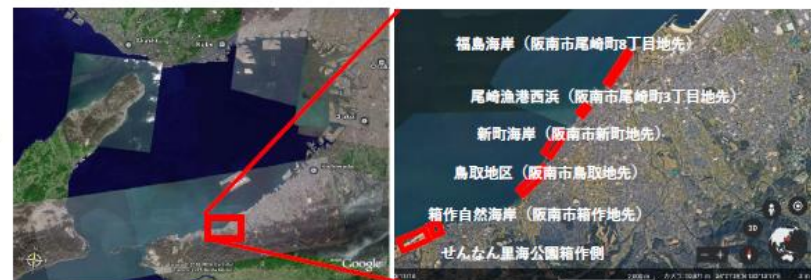 福島海岸（阪南市尾崎町8丁目地先）
尾崎漁港西浜（阪南市尾崎町3丁目地先）
新町海岸（阪南市新町地先）
鳥取地区（阪南市鳥取地先）
箱作自然海岸（阪南市箱作地先）
せんなん里海公園箱作側
Google
3D